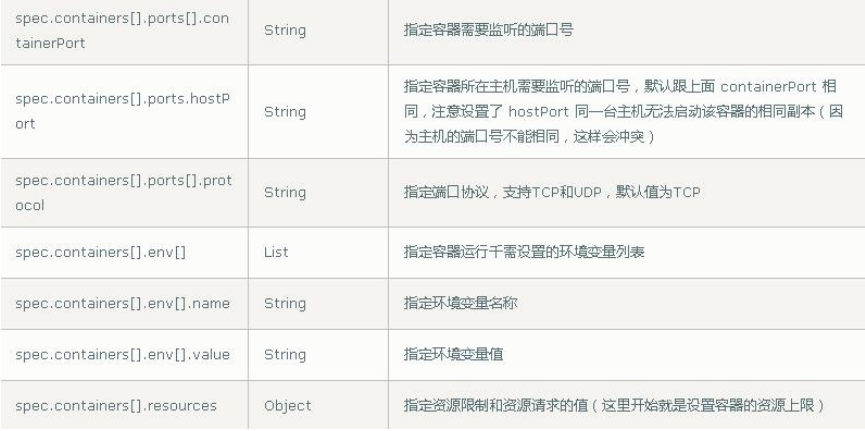 spec.containers[].ports[].con
tainerPort
String
指定容器需要监听的端口号
spec.containers[].ports.hostP
ort
String
指定容器所在主机需要监听的端口号，默认跟上面 containerPort 相
同，注意设置了 hostPort 同一台主机无法启动该容器的相同副本（因
为主机的端口号不能相同，这样会冲突）
spec.containers[].ports[].prot
ocol
String
指定端口协议，支持TCP和UDP，默认值为TCP
spec.containers[].env[]
List
指定容器运行千需设置的环境变量列表
spec.containers[].env[].name
String
指定环境变量名称
spec.containers[].env[].value
String
指定环境变量值
spec.containers[].resources
Object
指定资源限制和资源请求的值（这里开始就是设置容器的资源上限）